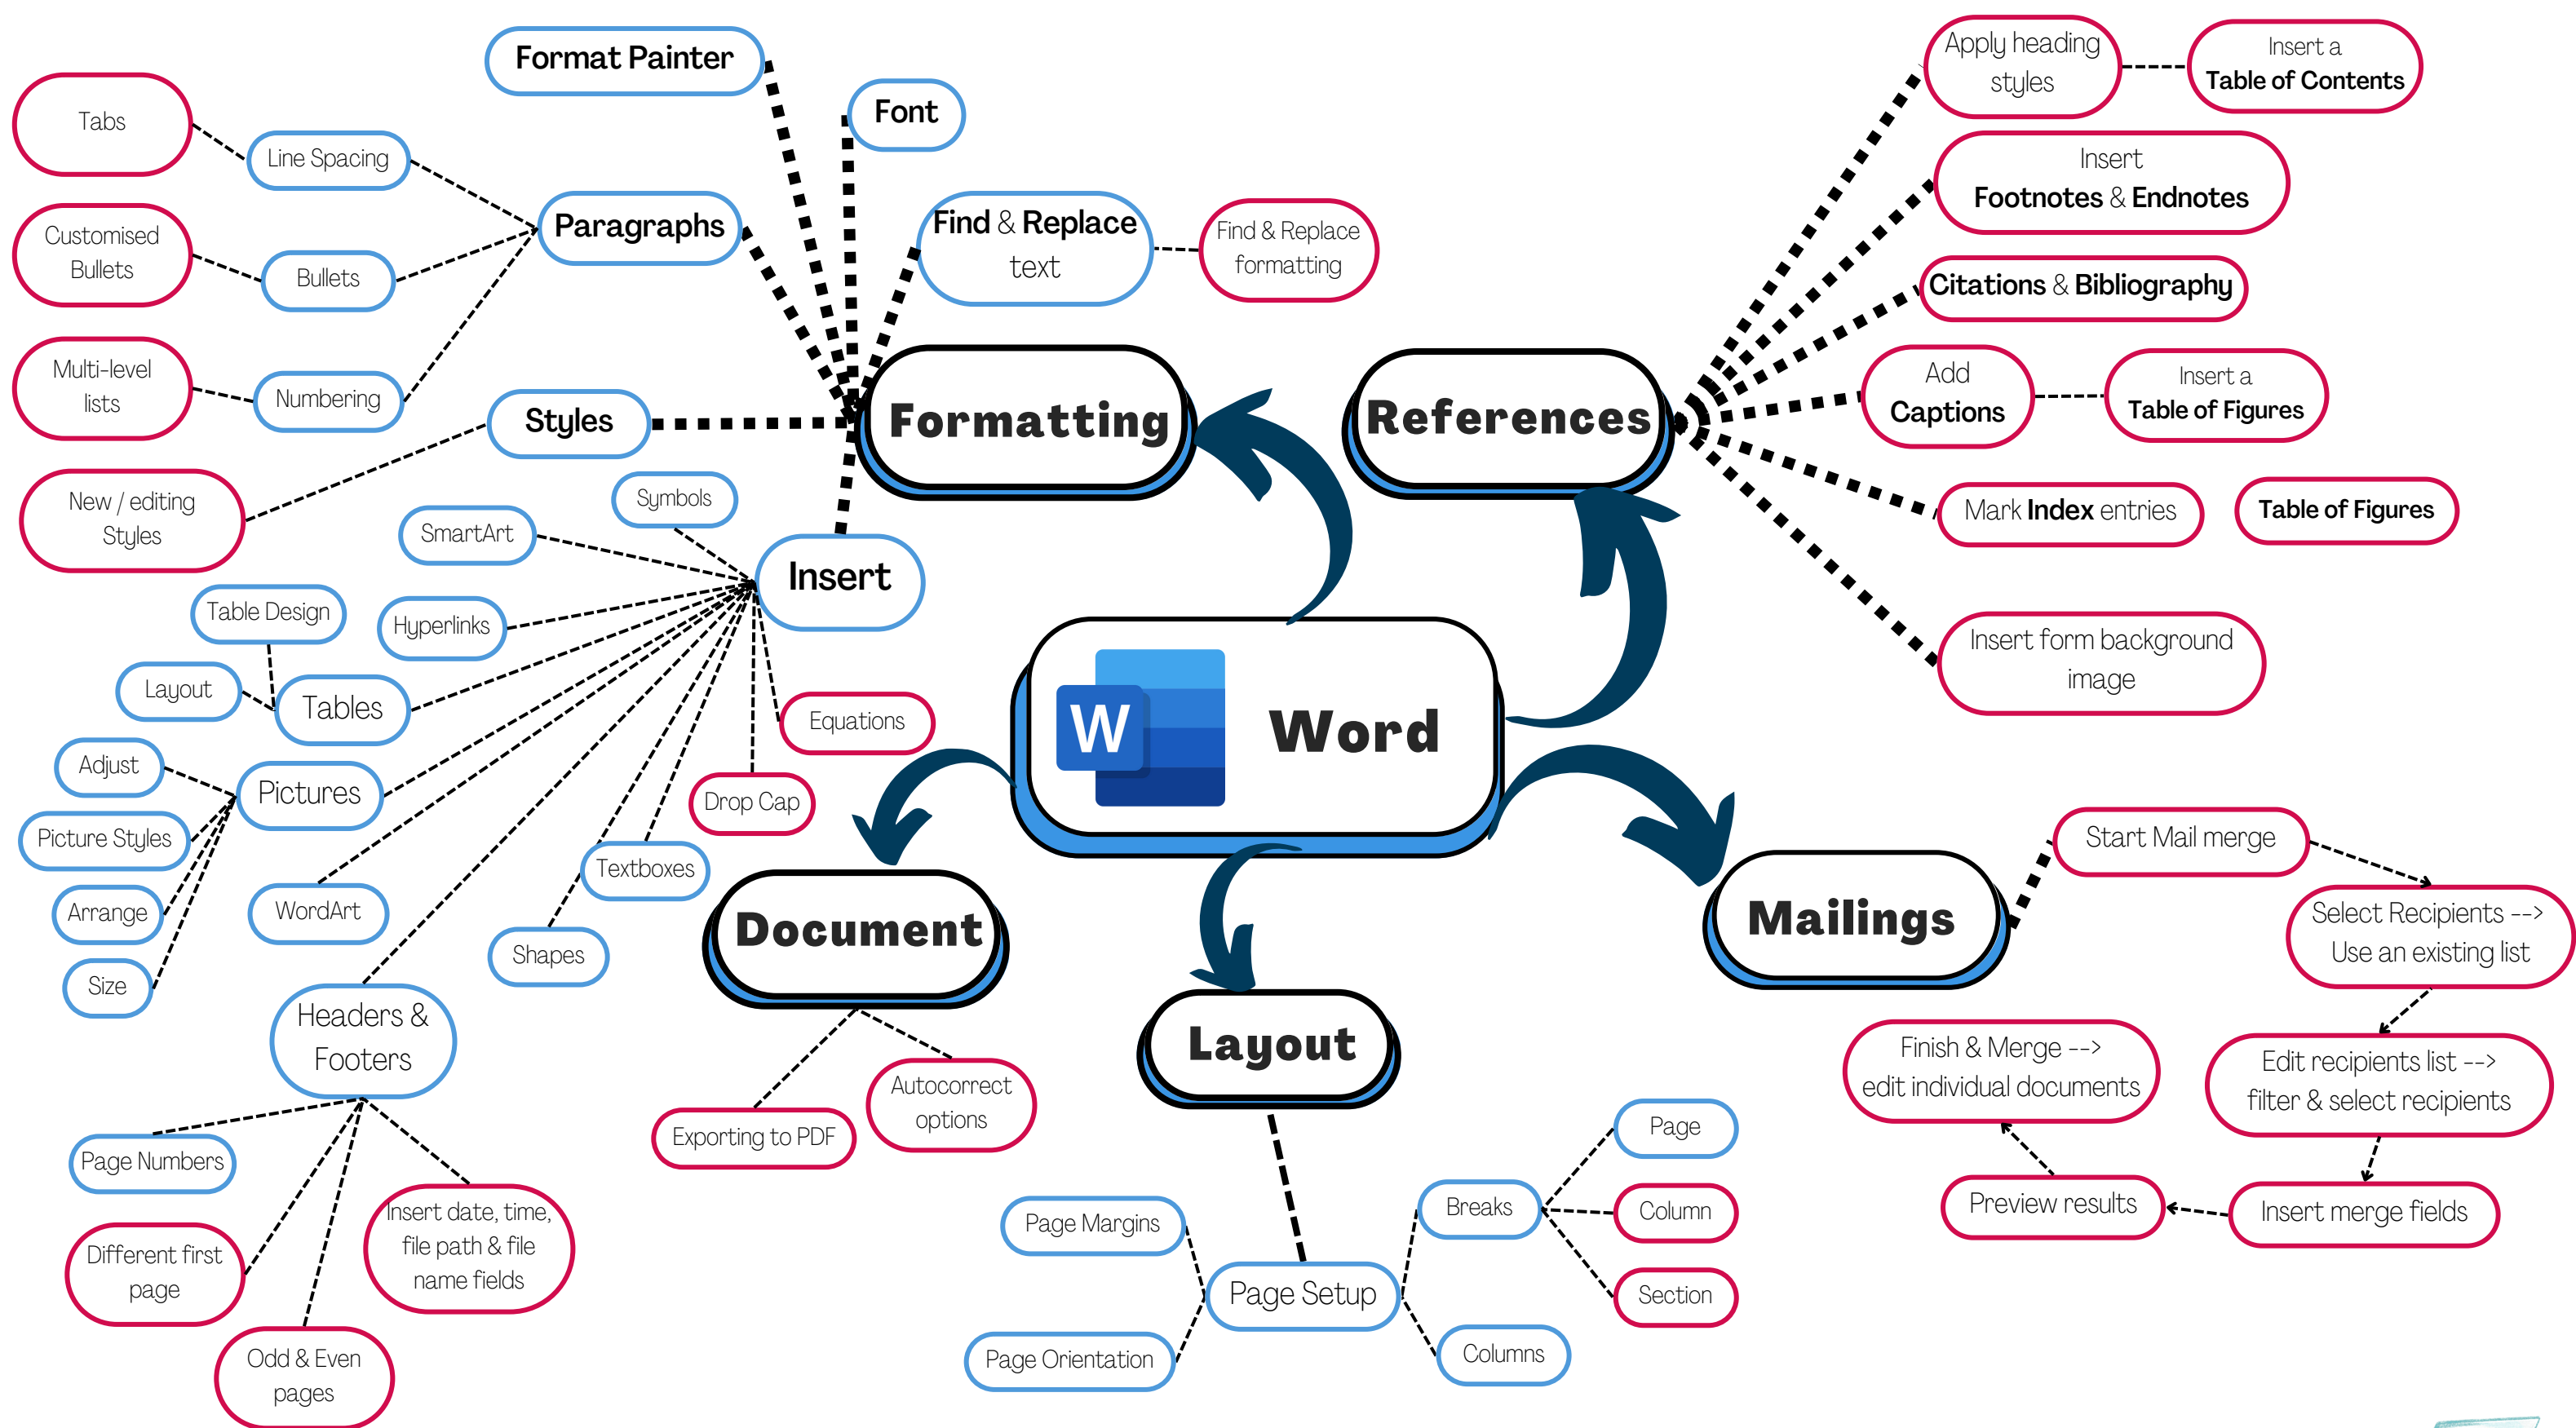 Format Painter
Font
Tabs
Line Spacing
Paragraphs
Find & Replace
text
Find & Replace
formatting
Customised
Bullets
Bullets
Multi-level
lists
Numbering
Styles
New / editing
Styles
Formatting
Symbols
SmartArt
Insert
Hyperlinks
Table Design
Layout
Tables
Adjust
Pictures
Picture Styles
Arrange
Size
WordArt
Headers &
Footers
Page Numbers
Different first
page
Odd & Even
pages
Insert date, time,
file path & file
name fields
Shapes
Textboxes
Drop Cap
Equations
W
Word
References
Apply heading
styles
Insert a
Table of Contents
Insert
Footnotes & Endnotes
Citations & Bibliography
Add
Captions
Insert a
Table of Figures
Mark Index entries
Table of Figures
Insert form background
image
Document
Exporting to PDF
Autocorrect
options
Layout
Page Setup
Page Margins
Page Orientation
Breaks
Page
Column
Section
Columns
Mailings
Start Mail merge
Select Recipients -->
Use an existing list
Edit recipients list -->
filter & select recipients
Insert merge fields
Preview results
Finish & Merge -->
edit individual documents